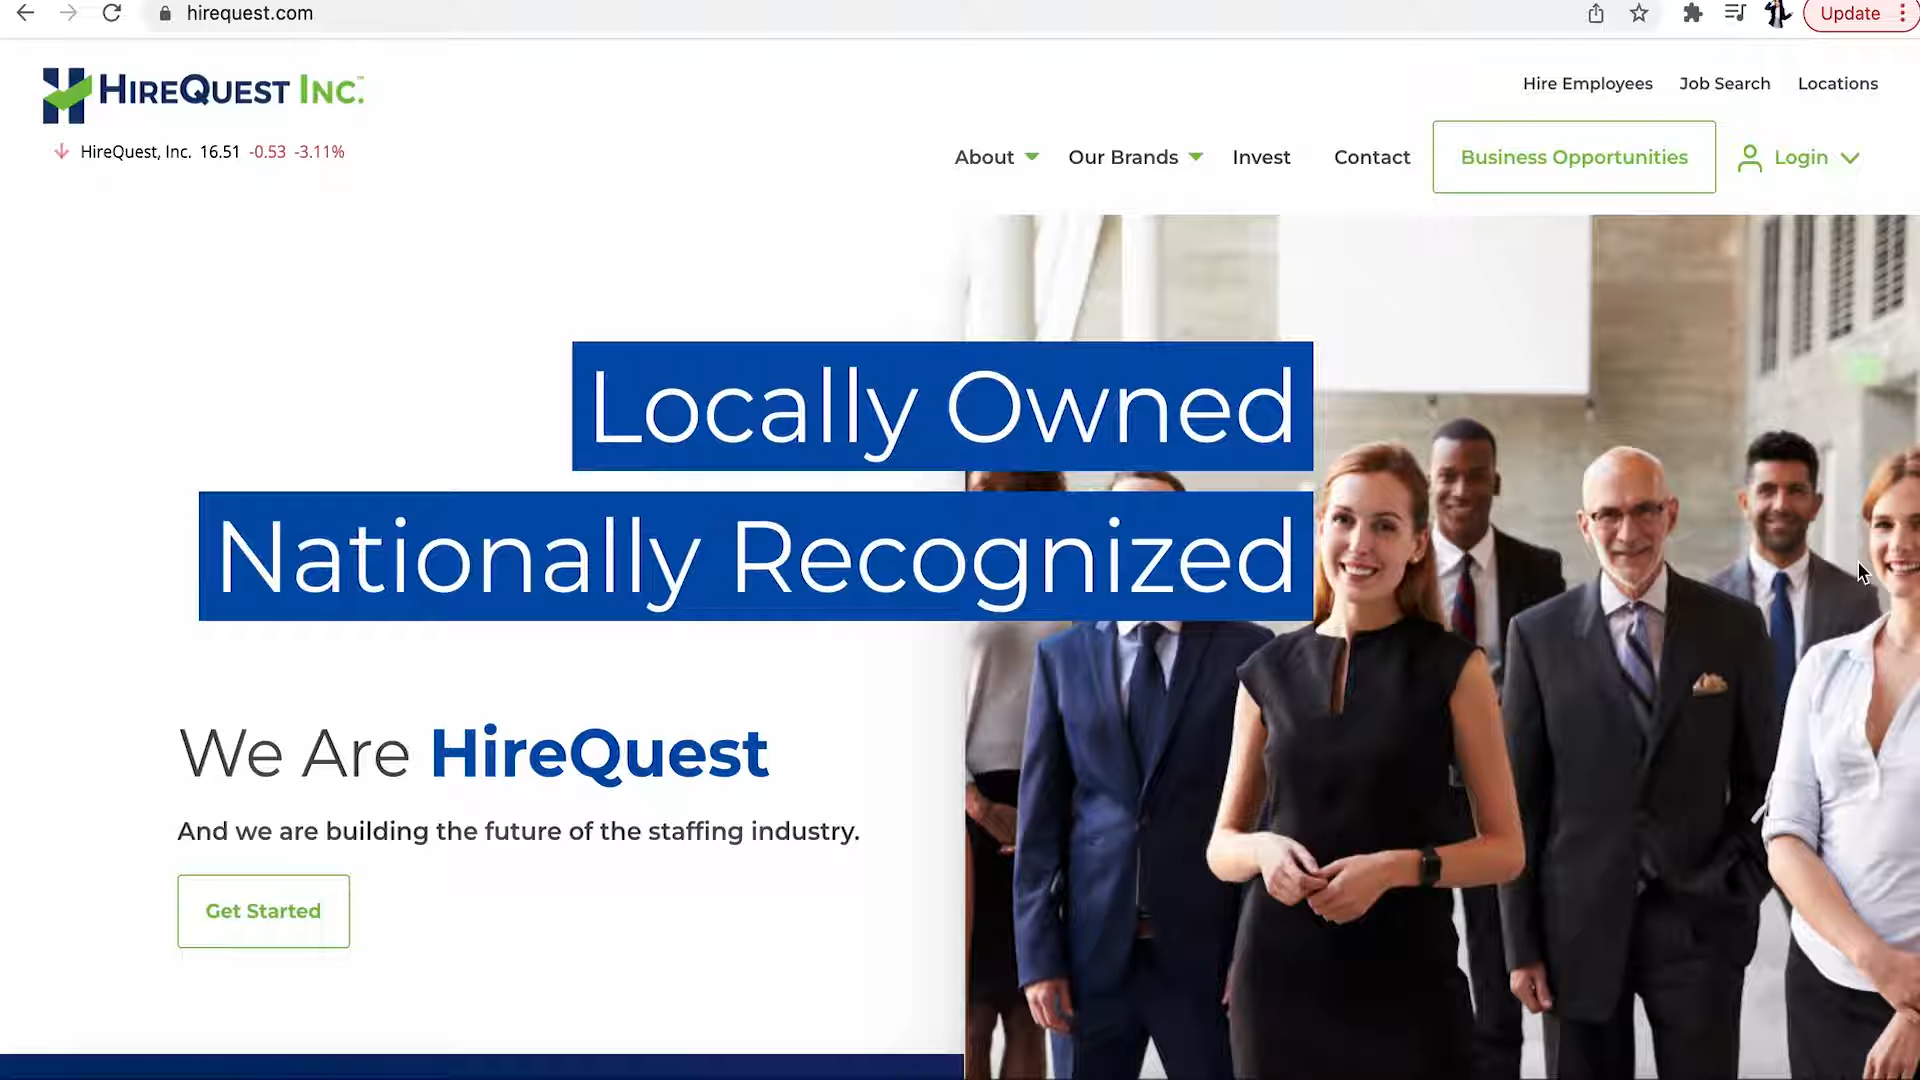 hirequest.com
Update
HIREQUEST INC.™
Hire Employees Job Search Locations
HireQuest, Inc. 16.51 -0.53 -3.11%
About Our Brands Invest Contact Business Opportunities Login
Locally Owned
Nationally Recognized
We Are HireQuest
And we are building the future of the staffing industry.
Get Started